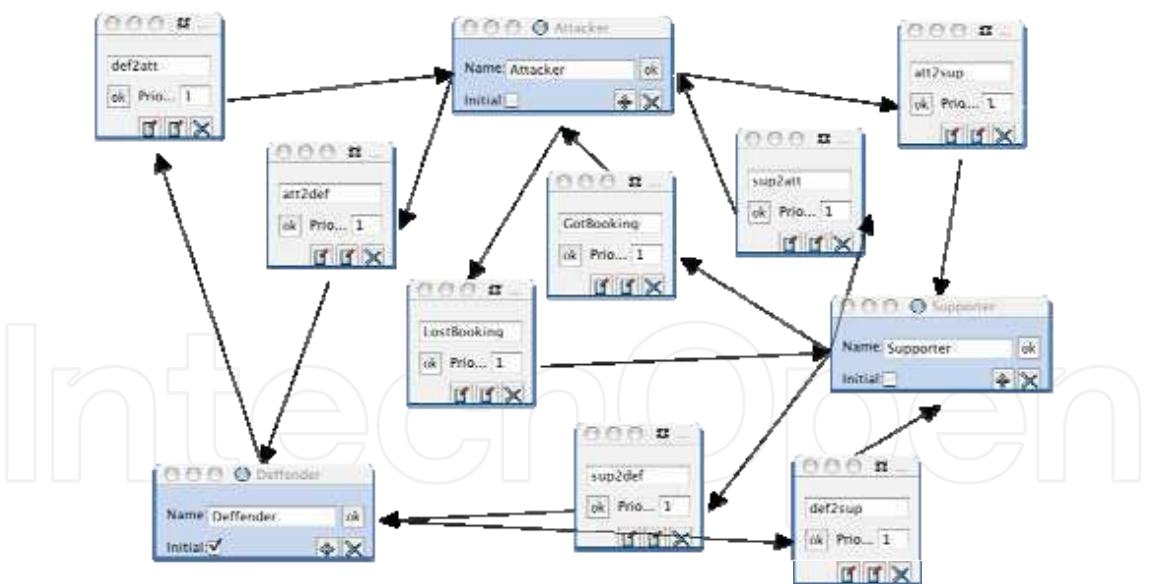 Attacker
def2att
ok Prio... 1
Name: Attacker ok
Initial:
att2sup
ok Prio... 1
att2def
ok Prio... 1
sup2att
ok Prio... 1
GotBooking
ok Prio... 1
LostBooking
ok Prio... 1
Supporter
Name: Supporter ok
Initial:
Deffender
Name: Deffender ok
Initial:
sup2def
ok Prio... 1
def2sup
ok Prio... 1
IntechOpen